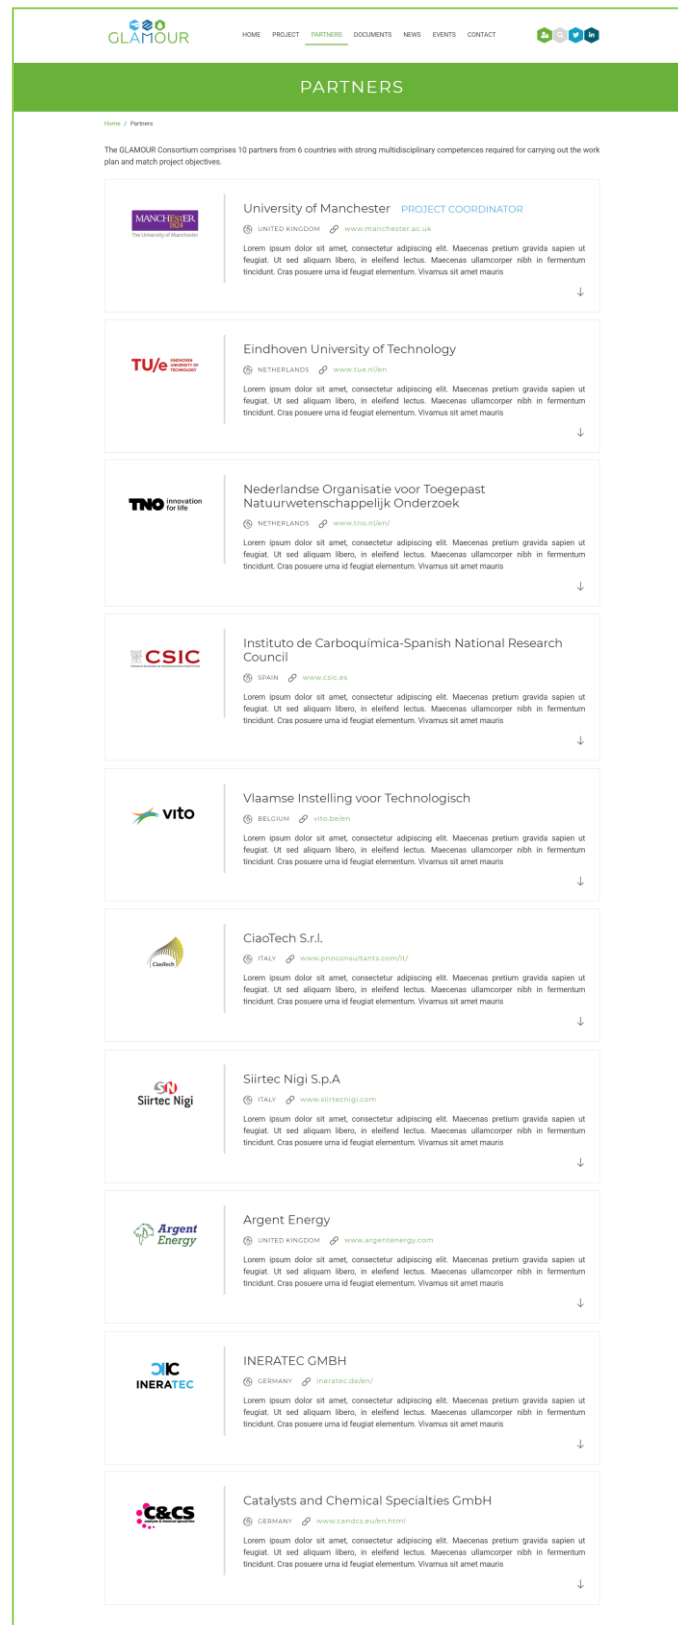 GLAMOUR
HOME PROJECT PARTNERS DOCUMENTS NEWS EVENTS CONTACT
PARTNERS
Home / Partners
The GLAMOUR Consortium comprises 10 partners from 6 countries with strong multidisciplinary competences required for carrying out the work
plan and match project objectives.
MANCHESTER
1824
The University of Manchester
University of Manchester PROJECT COORDINATOR
UNITED KINGDOM www.manchester.ac.uk
Lorem ipsum dolor sit amet, consectetur adipiscing elit. Maecenas pretium gravida sapien ut
feugiat. Ut sed aliquam libero, in eleifend lectus. Maecenas ullamcorper nibh in fermentum
tincidunt. Cras posuere urna id feugiat elementum. Vivamus sit amet mauris
TU/e EINDHOVEN
UNIVERSITY OF
TECHNOLOGY
Eindhoven University of Technology
NETHERLANDS www.tue.nl/en
Lorem ipsum dolor sit amet, consectetur adipiscing elit. Maecenas pretium gravida sapien ut
feugiat. Ut sed aliquam libero, in eleifend lectus. Maecenas ullamcorper nibh in fermentum
tincidunt. Cras posuere urna id feugiat elementum. Vivamus sit amet mauris
TNO innovation
for life
Nederlandse Organisatie voor Toegepast
Natuurwetenschappelijk Onderzoek
NETHERLANDS www.tno.nl/en/
Lorem ipsum dolor sit amet, consectetur adipiscing elit. Maecenas pretium gravida sapien ut
feugiat. Ut sed aliquam libero, in eleifend lectus. Maecenas ullamcorper nibh in fermentum
tincidunt. Cras posuere urna id feugiat elementum. Vivamus sit amet mauris
CSIC
Instituto de Carboquímica-Spanish National Research
Council
SPAIN www.csic.es
Lorem ipsum dolor sit amet, consectetur adipiscing elit. Maecenas pretium gravida sapien ut
feugiat. Ut sed aliquam libero, in eleifend lectus. Maecenas ullamcorper nibh in fermentum
tincidunt. Cras posuere urna id feugiat elementum. Vivamus sit amet mauris
vito
Vlaamse Instelling voor Technologisch
BELGIUM vito.be/en
Lorem ipsum dolor sit amet, consectetur adipiscing elit. Maecenas pretium gravida sapien ut
feugiat. Ut sed aliquam libero, in eleifend lectus. Maecenas ullamcorper nibh in fermentum
tincidunt. Cras posuere urna id feugiat elementum. Vivamus sit amet mauris
CiaoTech
CiaoTech S.r.l.
ITALY www.pnoconsultants.com/it/
Lorem ipsum dolor sit amet, consectetur adipiscing elit. Maecenas pretium gravida sapien ut
feugiat. Ut sed aliquam libero, in eleifend lectus. Maecenas ullamcorper nibh in fermentum
tincidunt. Cras posuere urna id feugiat elementum. Vivamus sit amet mauris
SN
Siirtec Nigi
Siirtec Nigi S.p.A
ITALY www.siirtecnigi.com
Lorem ipsum dolor sit amet, consectetur adipiscing elit. Maecenas pretium gravida sapien ut
feugiat. Ut sed aliquam libero, in eleifend lectus. Maecenas ullamcorper nibh in fermentum
tincidunt. Cras posuere urna id feugiat elementum. Vivamus sit amet mauris
Argent
Energy
Argent Energy
UNITED KINGDOM www.argentenergy.com
Lorem ipsum dolor sit amet, consectetur adipiscing elit. Maecenas pretium gravida sapien ut
feugiat. Ut sed aliquam libero, in eleifend lectus. Maecenas ullamcorper nibh in fermentum
tincidunt. Cras posuere urna id feugiat elementum. Vivamus sit amet mauris
INERATEC
INERATEC GMBH
GERMANY ineratec.de/en/
Lorem ipsum dolor sit amet, consectetur adipiscing elit. Maecenas pretium gravida sapien ut
feugiat. Ut sed aliquam libero, in eleifend lectus. Maecenas ullamcorper nibh in fermentum
tincidunt. Cras posuere urna id feugiat elementum. Vivamus sit amet mauris
C&CS
catalysts & chemical specialties
Catalysts and Chemical Specialties GmbH
GERMANY www.candcs.eu/en.html
Lorem ipsum dolor sit amet, consectetur adipiscing elit. Maecenas pretium gravida sapien ut
feugiat. Ut sed aliquam libero, in eleifend lectus. Maecenas ullamcorper nibh in fermentum
tincidunt. Cras posuere urna id feugiat elementum. Vivamus sit amet mauris